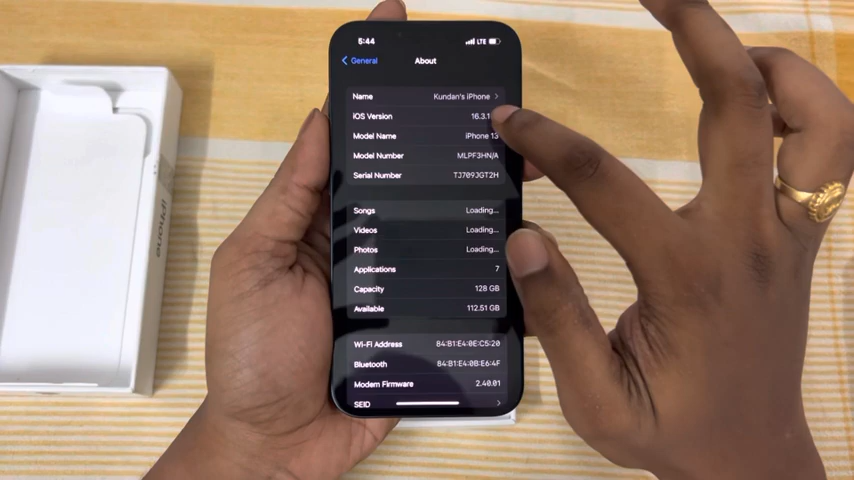 5:44
LTE
General
About
Name Kundan's iPhone
iOS Version 16.3.1
Model Name iPhone 13
Model Number MLPF3HN/A
Serial Number TJ709JGT2H
Songs Loading...
Videos Loading...
Photos Loading...
Applications 7
Capacity 128 GB
Available 112.51 GB
Wi-Fi Address 84:B1:E4:0E:C5:20
Bluetooth 84:B1:E4:0B:E6:4F
Modem Firmware 2.40.01
SEID
iPhone